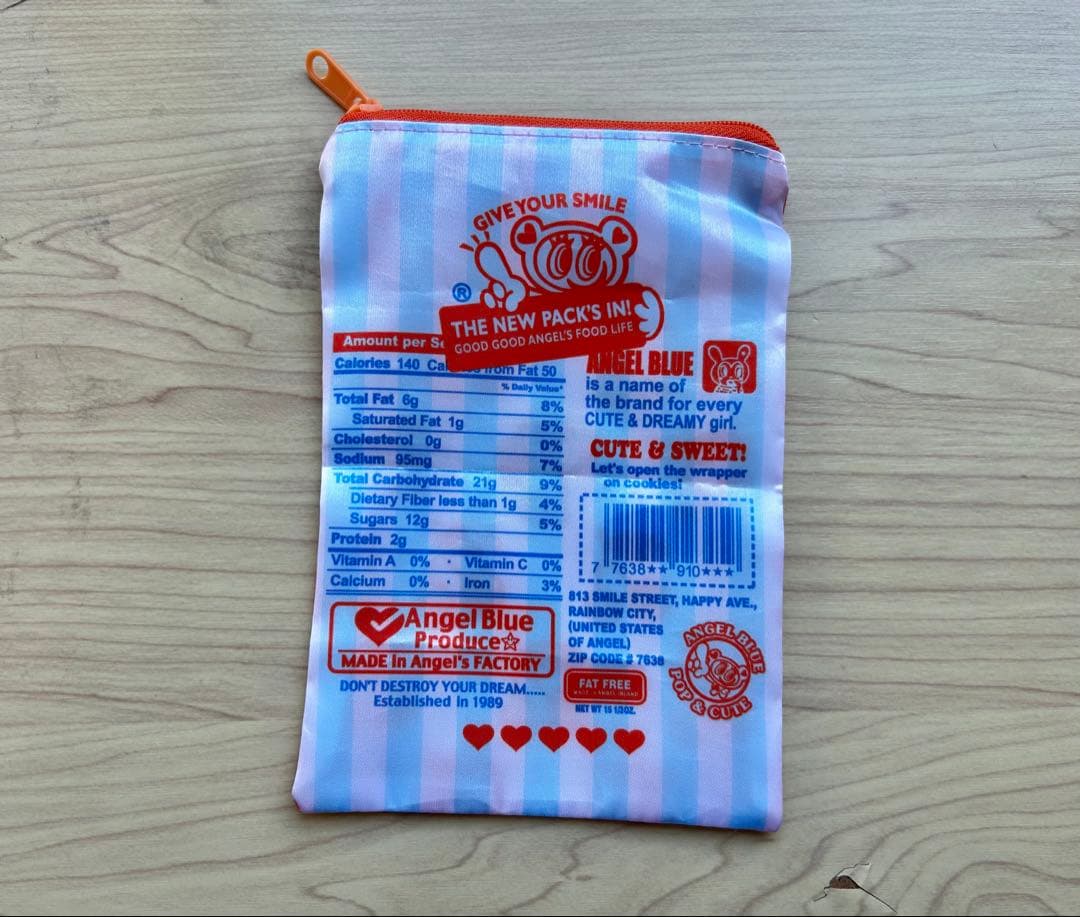 GIVE YOUR SMILE
®
THE NEW PACK'S IN!
GOOD GOOD ANGEL'S FOOD LIFE
Amount per Se
Calories 140 Ca from Fat 50
% Daily Value*
Total Fat 6g 8%
Saturated Fat 1g 5%
Cholesterol 0g 0%
Sodium 95mg 7%
Total Carbohydrate 21g 9%
Dietary Fiber less than 1g 4%
Sugars 12g 5%
Protein 2g
Vitamin A 0% · Vitamin C 0%
Calcium 0% · Iron 3%
Angel Blue
Produce☆
MADE in Angel's FACTORY
DON'T DESTROY YOUR DREAM.....
Established in 1989
ANGEL BLUE
is a name of
the brand for every
CUTE & DREAMY girl.
CUTE & SWEET!
Let's open the wrapper
on cookies!
7 7638★★ 910★★★
813 SMILE STREET, HAPPY AVE.,
RAINBOW CITY,
(UNITED STATES
OF ANGEL)
ZIP CODE # 7638
FAT FREE
NET WT 15 1/3OZ.
ANGEL BLUE
POP & CUTE